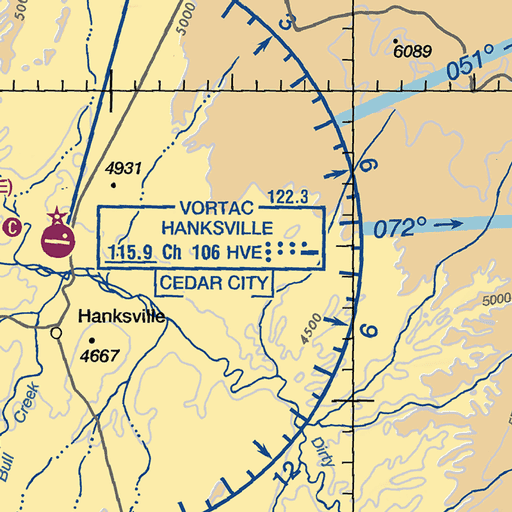 5000
3
6089
051°
4931
6
C
122.3
VORTAC
HANKSVILLE
115.9 Ch 106 HVE
CEDAR CITY
072°
5000
Hanksville
4500
9
4667
Creek
Bull
Dirty
12